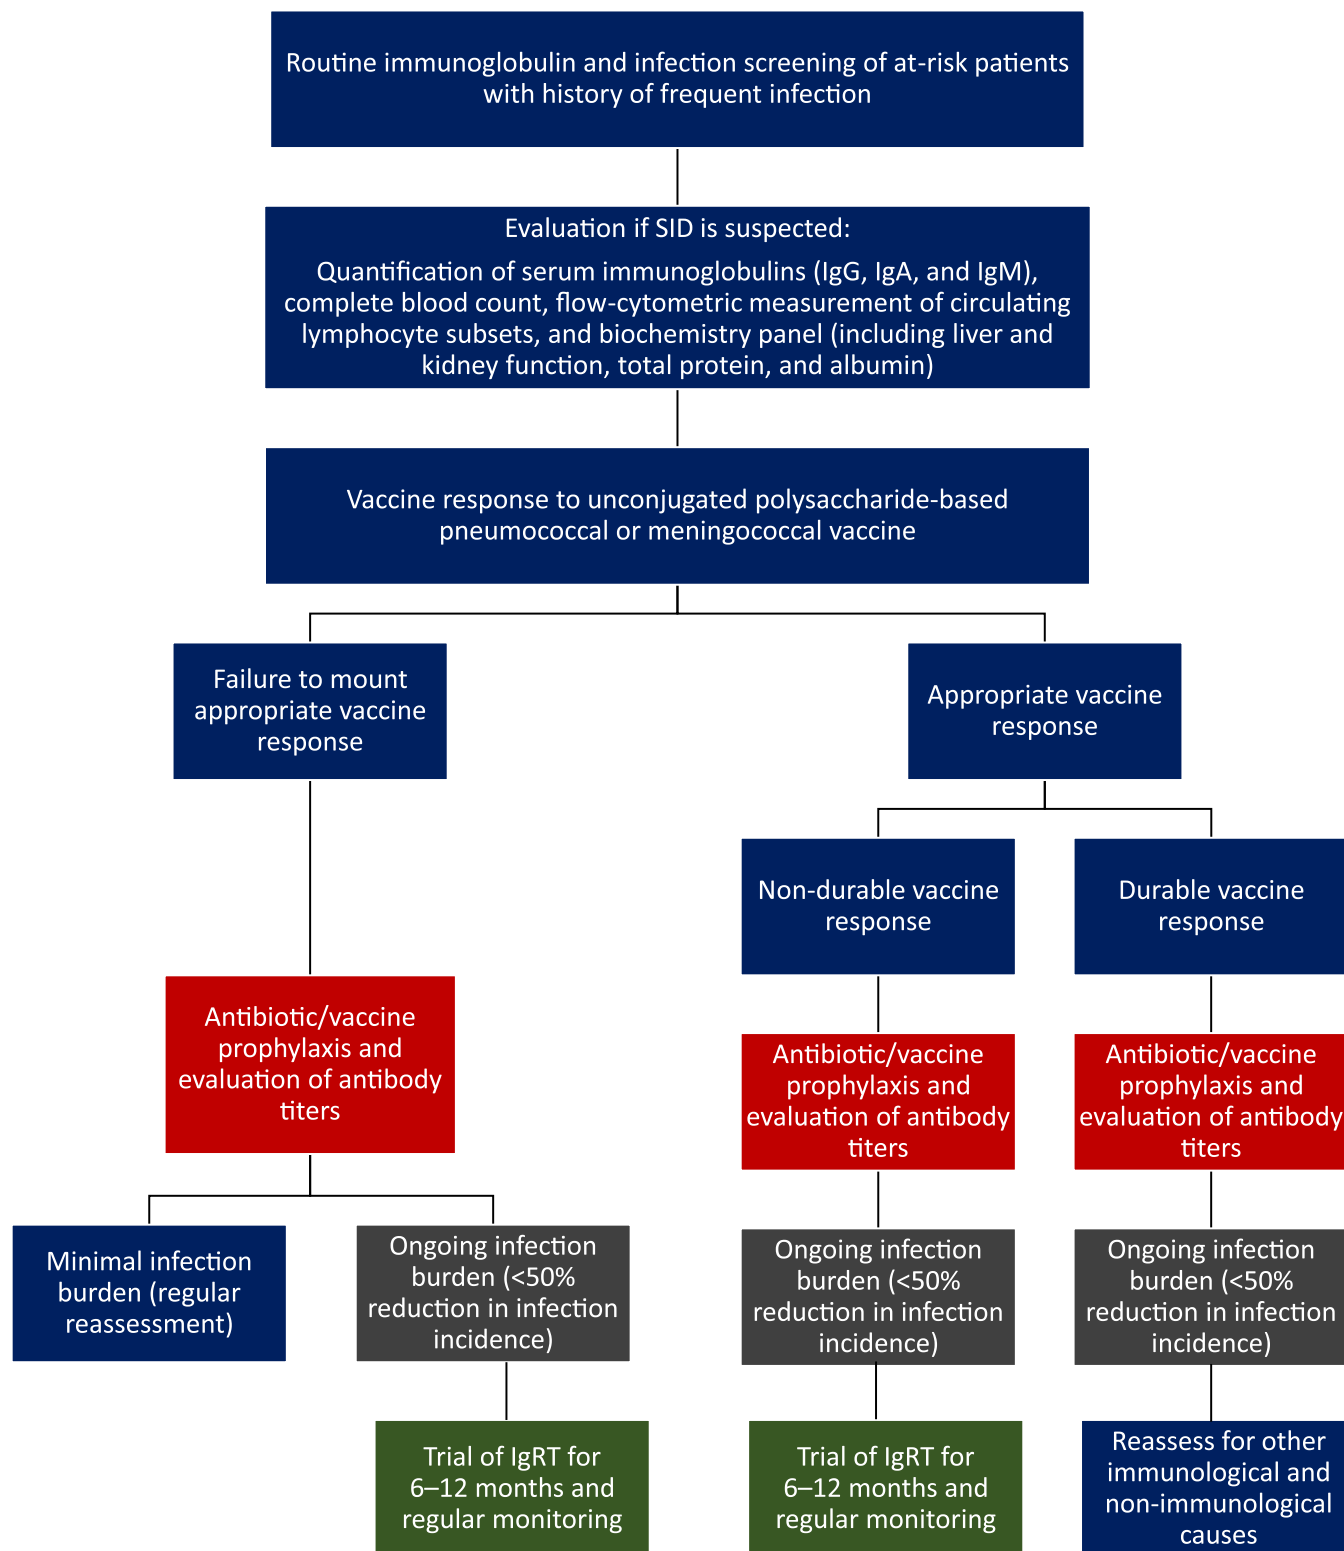 Routine immunoglobulin and infection screening of at-risk patients
with history of frequent infection
Evaluation if SID is suspected:
Quantification of serum immunoglobulins (IgG, IgA, and IgM),
complete blood count, flow-cytometric measurement of circulating
lymphocyte subsets, and biochemistry panel (including liver and
kidney function, total protein, and albumin)
Vaccine response to unconjugated polysaccharide-based
pneumococcal or meningococcal vaccine
Failure to mount
appropriate vaccine
response
Appropriate vaccine
response
Non-durable vaccine
response
Durable vaccine
response
Antibiotic/vaccine
prophylaxis and
evaluation of antibody
titers
Antibiotic/vaccine
prophylaxis and
evaluation of antibody
titers
Antibiotic/vaccine
prophylaxis and
evaluation of antibody
titers
Minimal infection
burden (regular
reassessment)
Ongoing infection
burden (<50%
reduction in infection
incidence)
Ongoing infection
burden (<50%
reduction in infection
incidence)
Ongoing infection
burden (<50%
reduction in infection
incidence)
Trial of IgRT for
6–12 months and
regular monitoring
Trial of IgRT for
6–12 months and
regular monitoring
Reassess for other
immunological and
non-immunological
causes